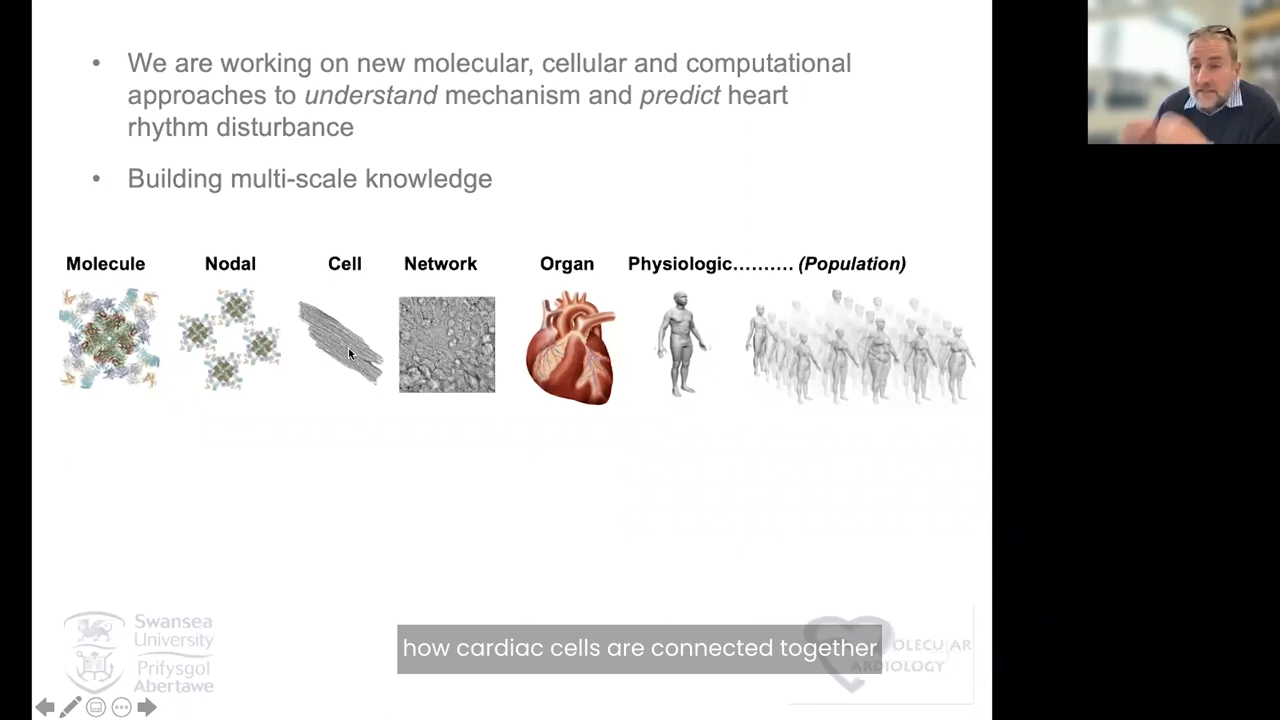 • We are working on new molecular, cellular and computational
approaches to understand mechanism and predict heart
rhythm disturbance
• Building multi-scale knowledge
Molecule Nodal Cell Network Organ Physiologic.......... (Population)
Swansea
University
Prifysgol
Abertawe
how cardiac cells are connected together
OLECULAR
ARDIOLOGY